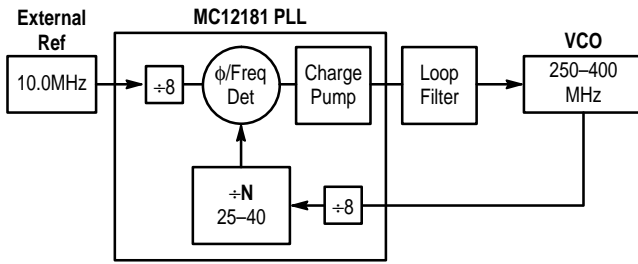 External
Ref
MC12181 PLL
VCO
10.0MHz
÷8
ϕ/Freq
Det
Charge
Pump
Loop
Filter
250–400
MHz
÷N
25–40
÷8